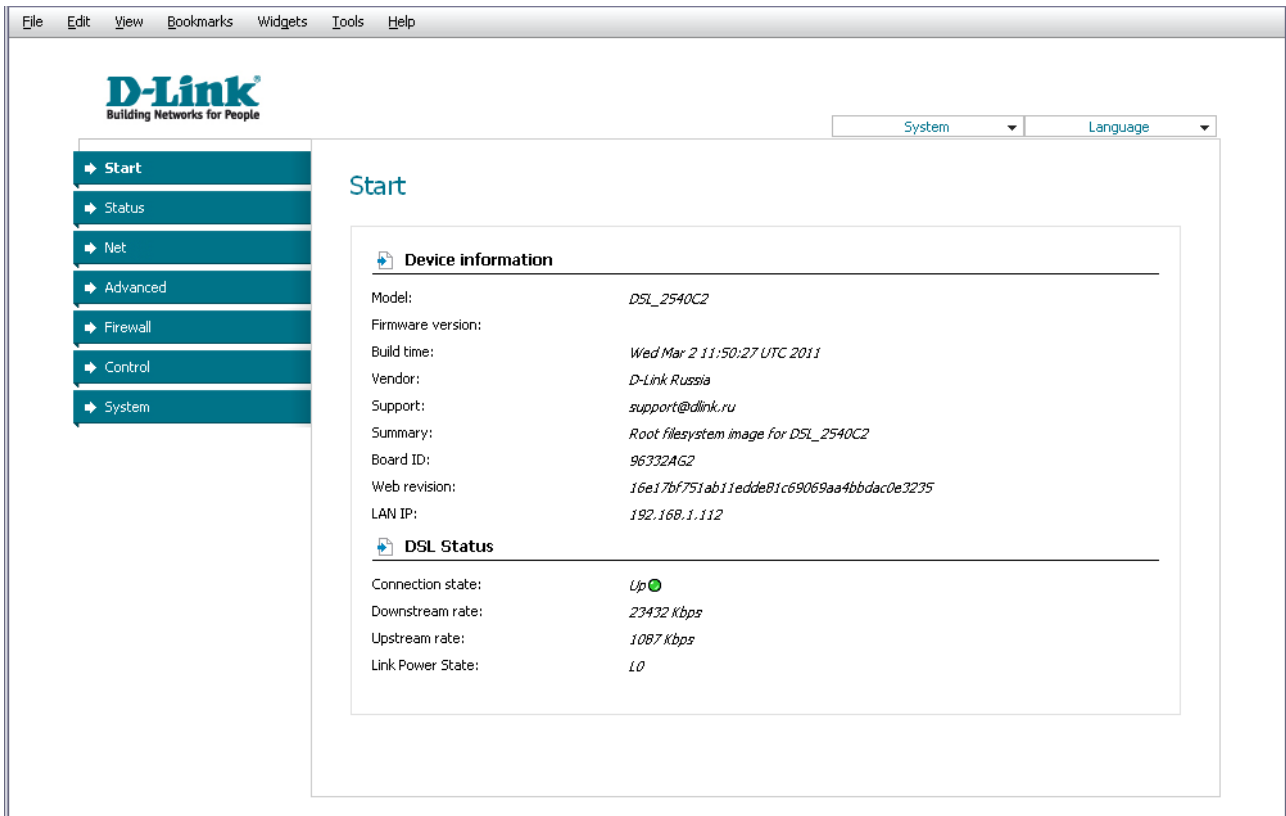 File Edit View Bookmarks Widgets Tools Help
D-Link®
Building Networks for People
System Language
Start
Status
Net
Advanced
Firewall
Control
System
Start
Device information
Model: DSL_2540C2
Firmware version:
Build time: Wed Mar 2 11:50:27 UTC 2011
Vendor: D-Link Russia
Support: support@dlink.ru
Summary: Root filesystem image for DSL_2540C2
Board ID: 96332AG2
Web revision: 16e17bf751ab11edde81c69069aa4bbdac0e3235
LAN IP: 192.168.1.112
DSL Status
Connection state: Up
Downstream rate: 23432 Kbps
Upstream rate: 1087 Kbps
Link Power State: L0